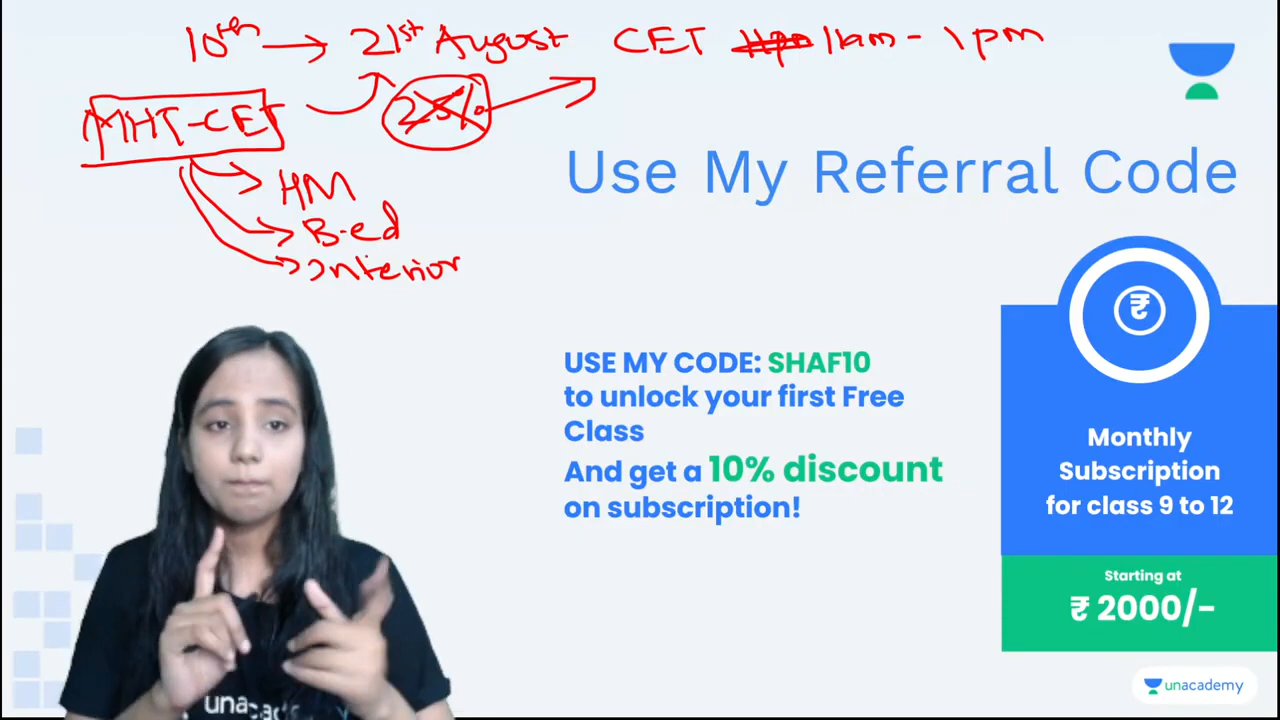 10th → 21st August CET 11am - 1pm
MHT-CET
25%
HM
B.ed
Interior
Use My Referral Code
₹
USE MY CODE: SHAF10
to unlock your first Free
Class
And get a 10% discount
on subscription!
Monthly
Subscription
for class 9 to 12
Starting at
₹ 2000/-
unacademy
unacad